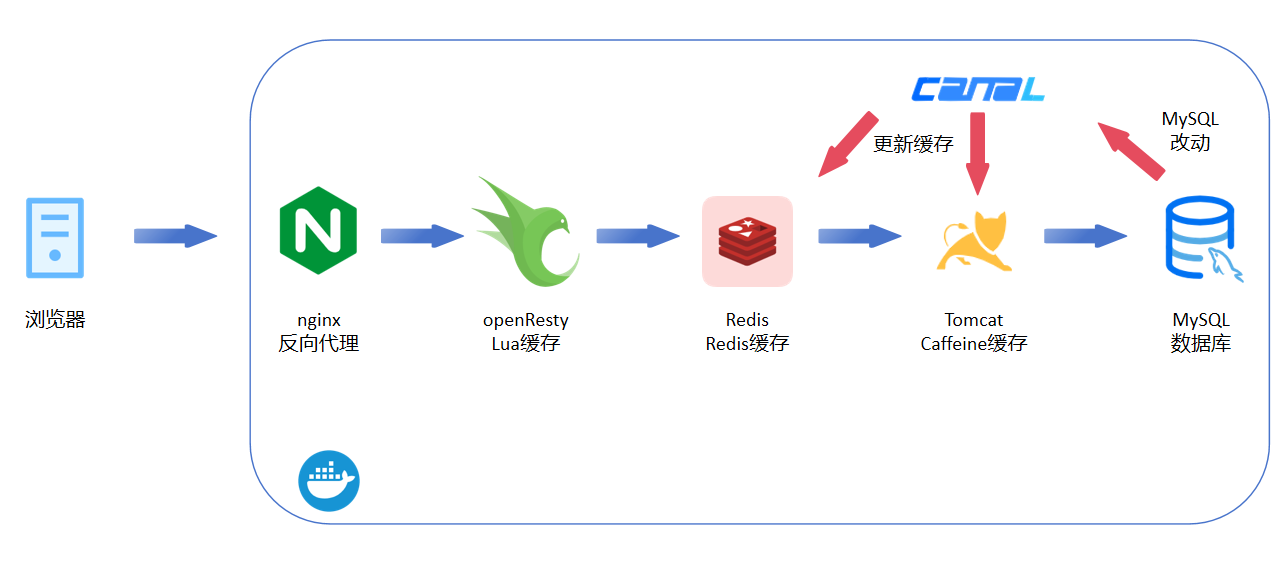 CANAL
MySQL
改动
更新缓存
N
浏览器
nginx
反向代理
openResty
Lua缓存
Redis
Redis缓存
Tomcat
Caffeine缓存
MySQL
数据库